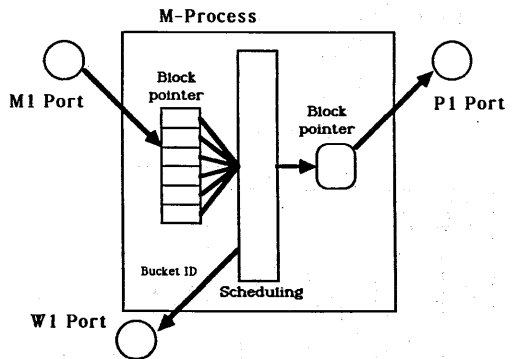 M-Process
M1 Port
Block
pointer
Block
pointer
P1 Port
Bucket ID
Scheduling
W1 Port